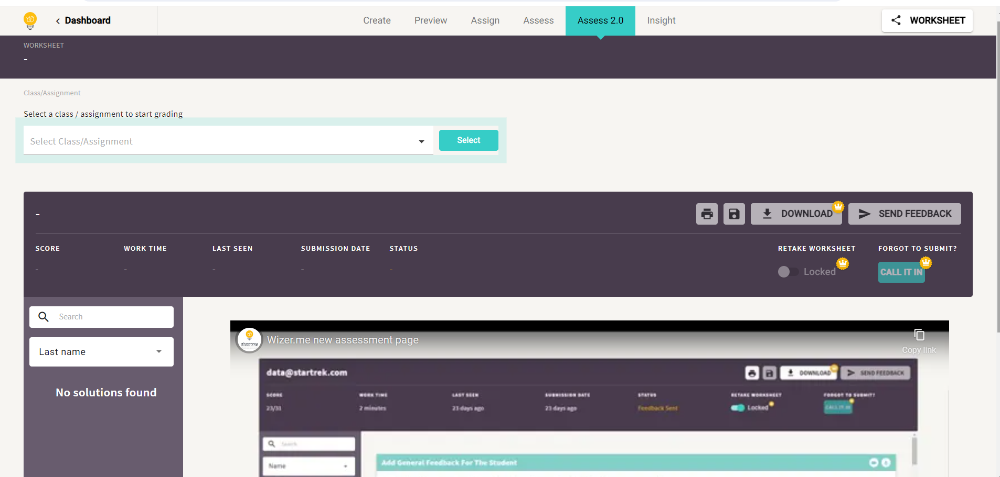 Dashboard
Create
Preview
Assign
Assess
Assess 2.0
Insight
WORKSHEET
WORKSHEET
-
Class/Assignment
Select a class / assignment to start grading
Select Class/Assignment
Select
-
DOWNLOAD
SEND FEEDBACK
SCORE
WORK TIME
LAST SEEN
SUBMISSION DATE
STATUS
RETAKE WORKSHEET
FORGOT TO SUBMIT?
-
-
-
-
-
Locked
CALL IT IN
Search
Last name
No solutions found
wizer.me
Wizer.me new assessment page
Copy link
data@startrek.com
DOWNLOAD
SEND FEEDBACK
SCORE
WORK TIME
LAST SEEN
SUBMISSION DATE
STATUS
RETAKE WORKSHEET
FORGOT TO SUBMIT?
23/31
2 minutes
23 days ago
23 days ago
Feedback Sent
Locked
CALL IT IN
Search
Name
Add General Feedback For The Student